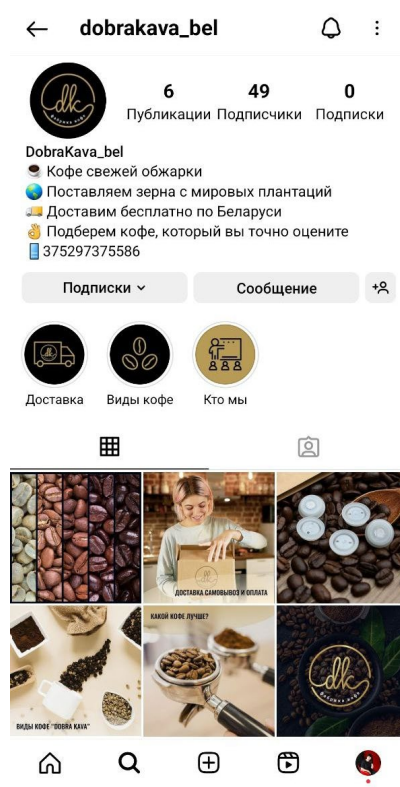 dobrakava_bel
6 49 0
Публикации Подписчики Подписки
DobraKava_bel
Кофе свежей обжарки
Поставляем зерна с мировых плантаций
Доставим бесплатно по Беларуси
Подберем кофе, который вы точно оцените
375297375586
Подписки Сообщение
Доставка Виды кофе Кто мы
ДОСТАВКА САМОВЫВОЗ И ОПЛАТА
КАКОЙ КОФЕ ЛУЧШЕ?
ВИДЫ КОФЕ "DOBRA KAVA"
dk